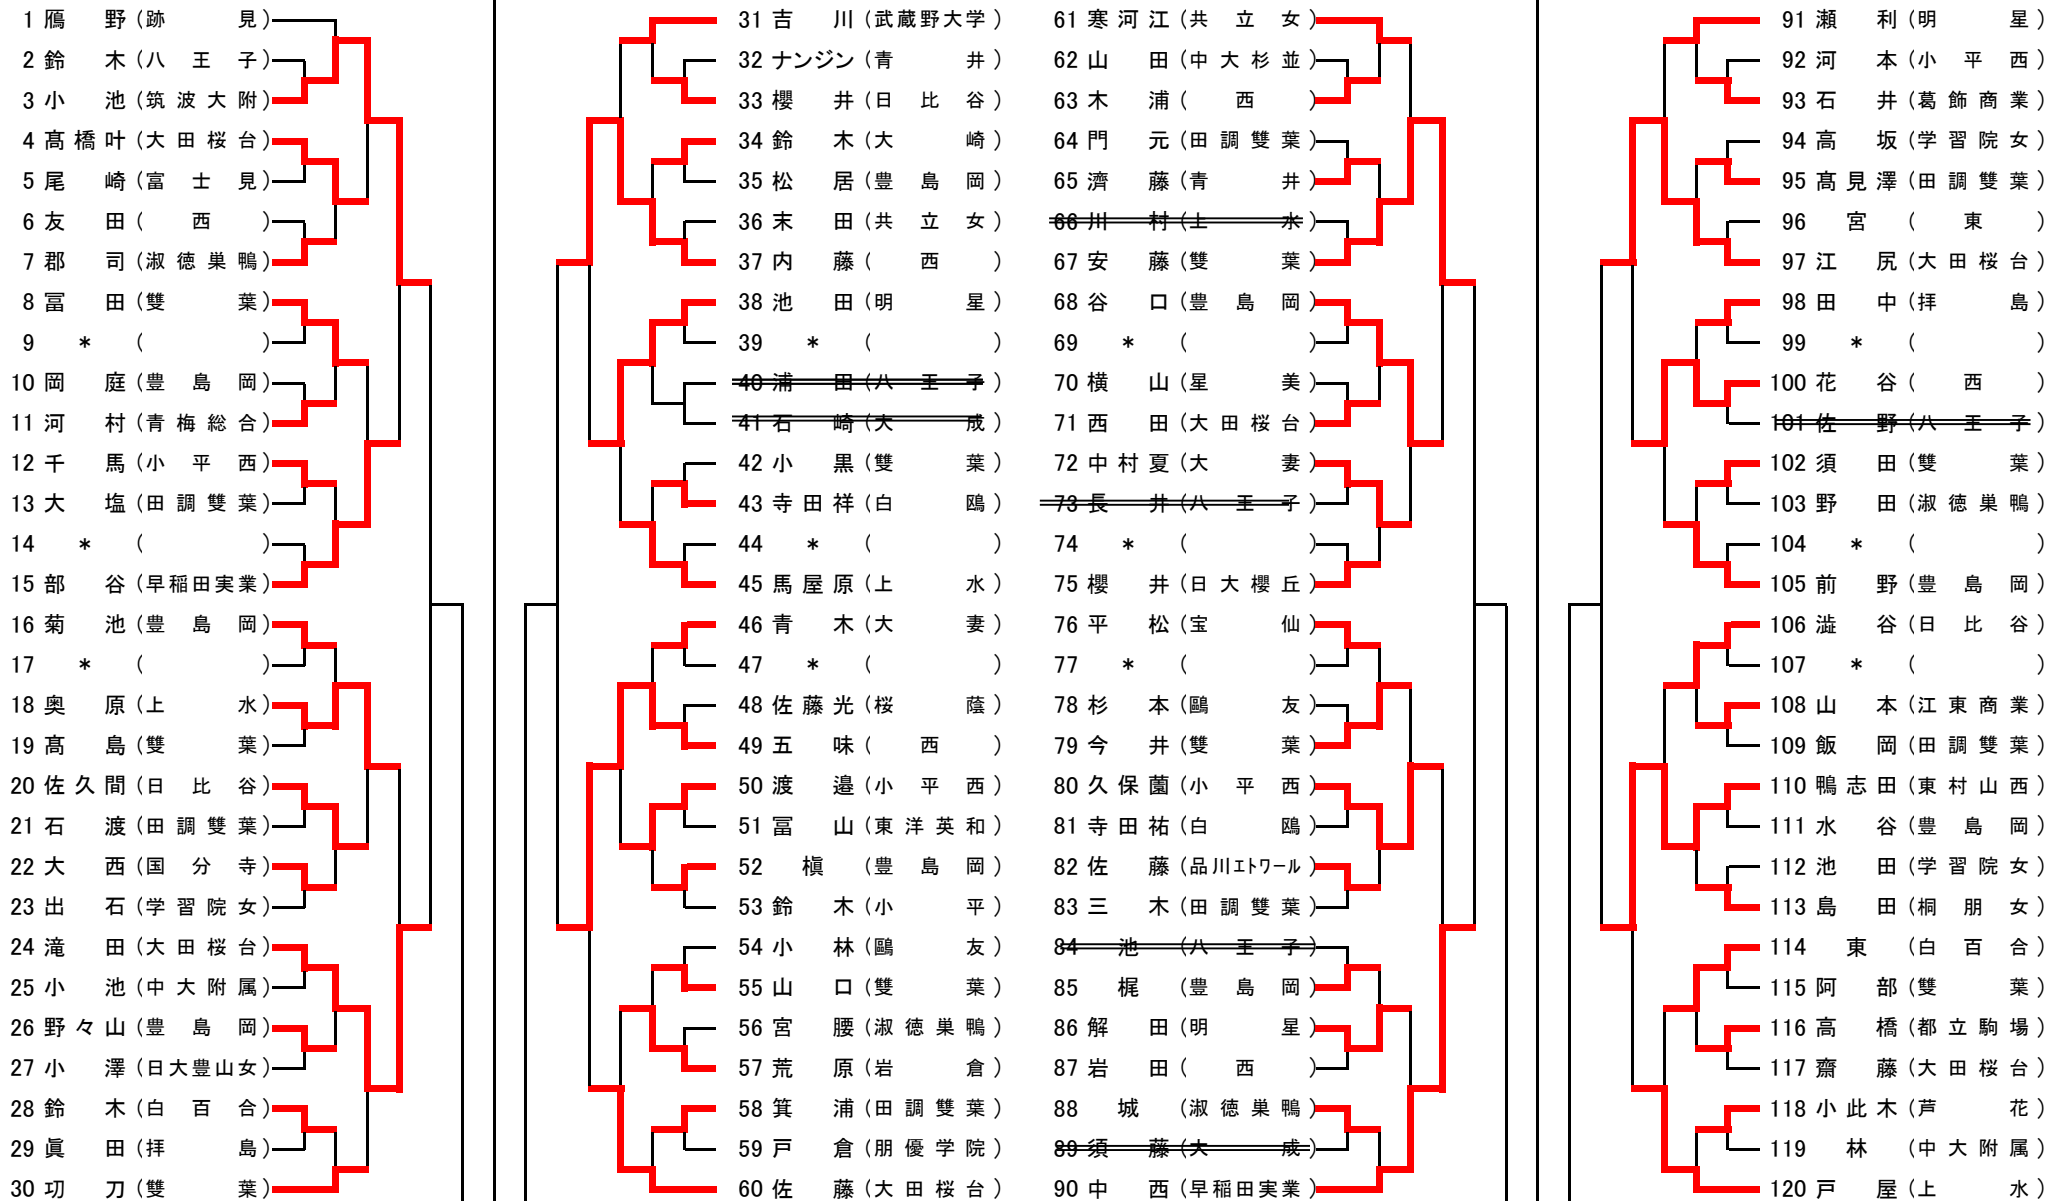 1 鴈野 (跡見)
2 鈴木 (八王子)
3 小池 (筑波大附)
4 髙橋叶 (大田桜台)
5 尾崎 (富士見)
6 友田 (西)
7 郡司 (淑徳巣鴨)
8 冨田 (雙葉)
9 * ( )
10 岡庭 (豊島岡)
11 河村 (青梅総合)
12 千馬 (小平西)
13 大塩 (田調雙葉)
14 * ( )
15 部谷 (早稲田実業)
16 菊池 (豊島岡)
17 * ( )
18 奥原 (上水)
19 髙島 (雙葉)
20 佐久間 (日比谷)
21 石渡 (田調雙葉)
22 大西 (国分寺)
23 出石 (学習院女)
24 滝田 (大田桜台)
25 小池 (中大附属)
26 野々山 (豊島岡)
27 小澤 (日大豊山女)
28 鈴木 (白百合)
29 眞田 (拝島)
30 切刀 (雙葉)
31 吉川 (武蔵野大学)
32 ナンジン (青井)
33 櫻井 (日比谷)
34 鈴木 (大崎)
35 松居 (豊島岡)
36 末田 (共立女)
37 内藤 (西)
38 池田 (明星)
39 * ( )
40 浦田 (八王子)
41 石崎 (大成)
42 小黒 (雙葉)
43 寺田祥 (白鴎)
44 * ( )
45 馬屋原 (上水)
46 青木 (大妻)
47 * ( )
48 佐藤光 (桜蔭)
49 五味 (西)
50 渡邉 (小平西)
51 冨山 (東洋英和)
52 槇 (豊島岡)
53 鈴木 (小平)
54 小林 (鷗友)
55 山口 (雙葉)
56 宮腰 (淑徳巣鴨)
57 荒原 (岩倉)
58 箕浦 (田調雙葉)
59 戸倉 (朋優学院)
60 佐藤 (大田桜台)
61 寒河江 (共立女)
62 山田 (中大杉並)
63 木浦 (西)
64 門元 (田調雙葉)
65 濟藤 (青井)
66 川村 (上水)
67 安藤 (雙葉)
68 谷口 (豊島岡)
69 * ( )
70 横山 (星美)
71 西田 (大田桜台)
72 中村夏 (大妻)
73 長井 (八王子)
74 * ( )
75 櫻井 (日大櫻丘)
76 平松 (宝仙)
77 * ( )
78 杉本 (鷗友)
79 今井 (雙葉)
80 久保薗 (小平西)
81 寺田祐 (白鴎)
82 佐藤 (品川エトワール)
83 三木 (田調雙葉)
84 池 (八王子)
85 梶 (豊島岡)
86 解田 (明星)
87 岩田 (西)
88 城 (淑徳巣鴨)
89 須藤 (大成)
90 中西 (早稲田実業)
91 瀬利 (明星)
92 河本 (小平西)
93 石井 (葛飾商業)
94 高坂 (学習院女)
95 髙見澤 (田調雙葉)
96 宮 (東)
97 江尻 (大田桜台)
98 田中 (拝島)
99 * ( )
100 花谷 (西)
101 佐野 (八王子)
102 須田 (雙葉)
103 野田 (淑徳巣鴨)
104 * ( )
105 前野 (豊島岡)
106 澁谷 (日比谷)
107 * ( )
108 山本 (江東商業)
109 飯岡 (田調雙葉)
110 鴨志田 (東村山西)
111 水谷 (豊島岡)
112 池田 (学習院女)
113 島田 (桐朋女)
114 東 (白百合)
115 阿部 (雙葉)
116 高橋 (都立駒場)
117 齋藤 (大田桜台)
118 小此木 (芦花)
119 林 (中大附属)
120 戸屋 (上水)